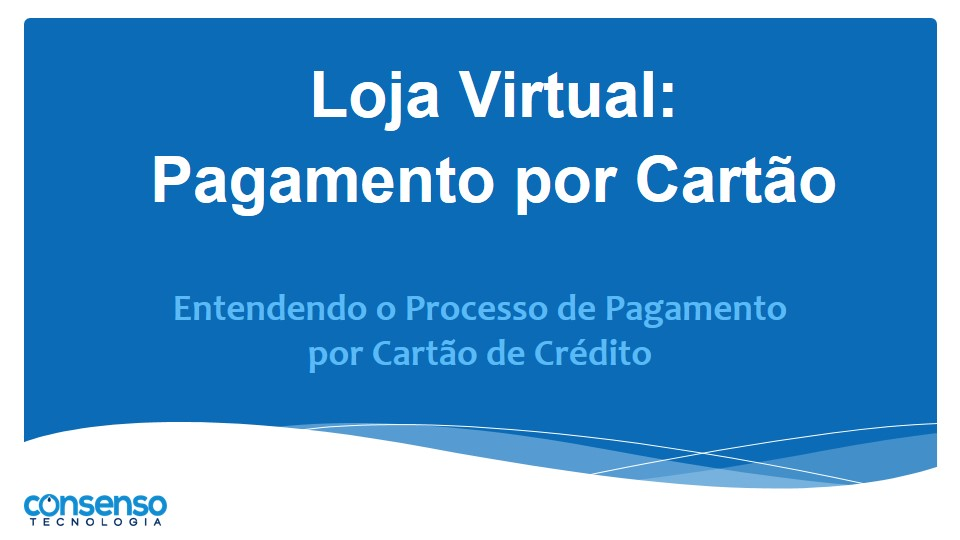 Loja Virtual:
Pagamento por Cartão
Entendendo o Processo de Pagamento
por Cartão de Crédito
consenso
TECNOLOGIA